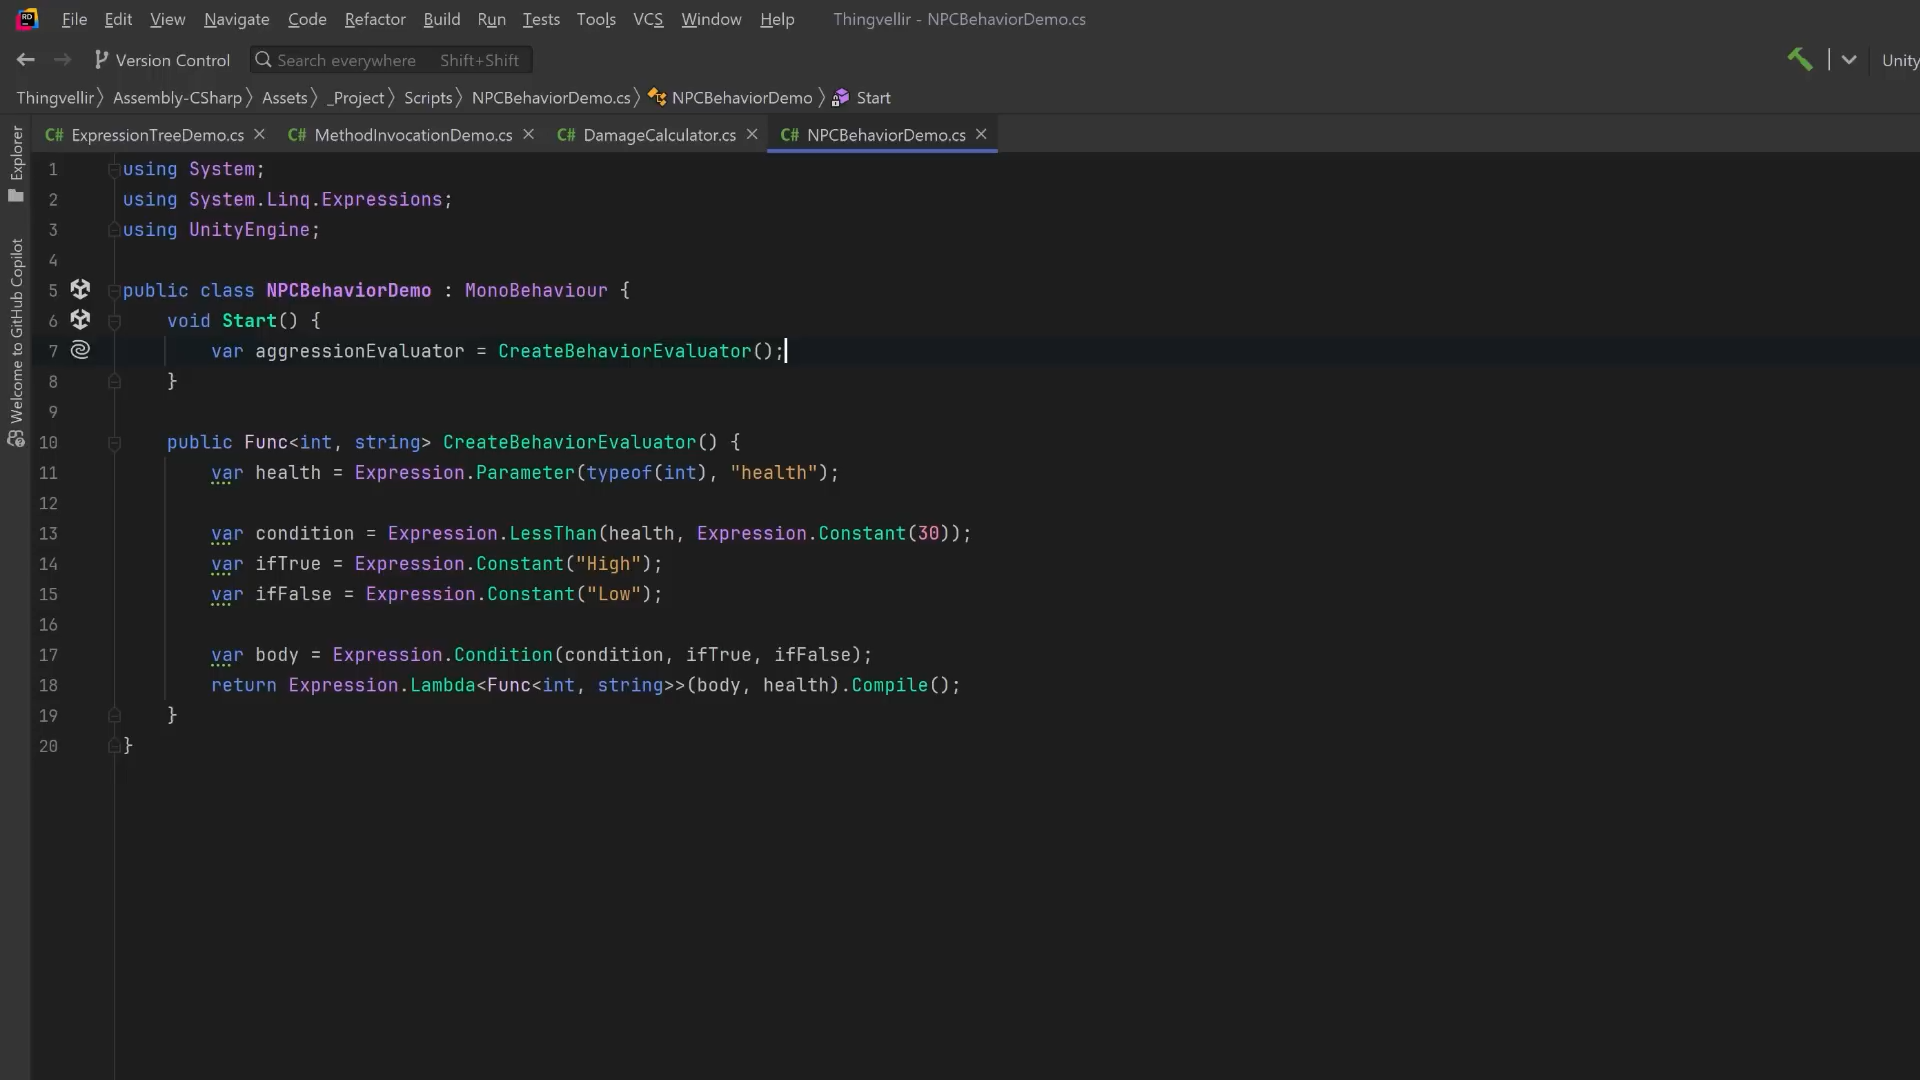 File Edit View Navigate Code Refactor Build Run Tests Tools VCS Window Help Thingvellir - NPCBehaviorDemo.cs
Version Control Search everywhere Shift+Shift Unity
Thingvellir Assembly-CSharp Assets _Project Scripts NPCBehaviorDemo.cs NPCBehaviorDemo Start
C# ExpressionTreeDemo.cs C# MethodInvocationDemo.cs C# DamageCalculator.cs C# NPCBehaviorDemo.cs
Explorer
Welcome to GitHub Copilot
1 using System;
2 using System.Linq.Expressions;
3 using UnityEngine;
4
5 public class NPCBehaviorDemo : MonoBehaviour {
6 void Start() {
7 var aggressionEvaluator = CreateBehaviorEvaluator();
8 }
9
10 public Func<int, string> CreateBehaviorEvaluator() {
11 var health = Expression.Parameter(typeof(int), "health");
12
13 var condition = Expression.LessThan(health, Expression.Constant(30));
14 var ifTrue = Expression.Constant("High");
15 var ifFalse = Expression.Constant("Low");
16
17 var body = Expression.Condition(condition, ifTrue, ifFalse);
18 return Expression.Lambda<Func<int, string>>(body, health).Compile();
19 }
20 }